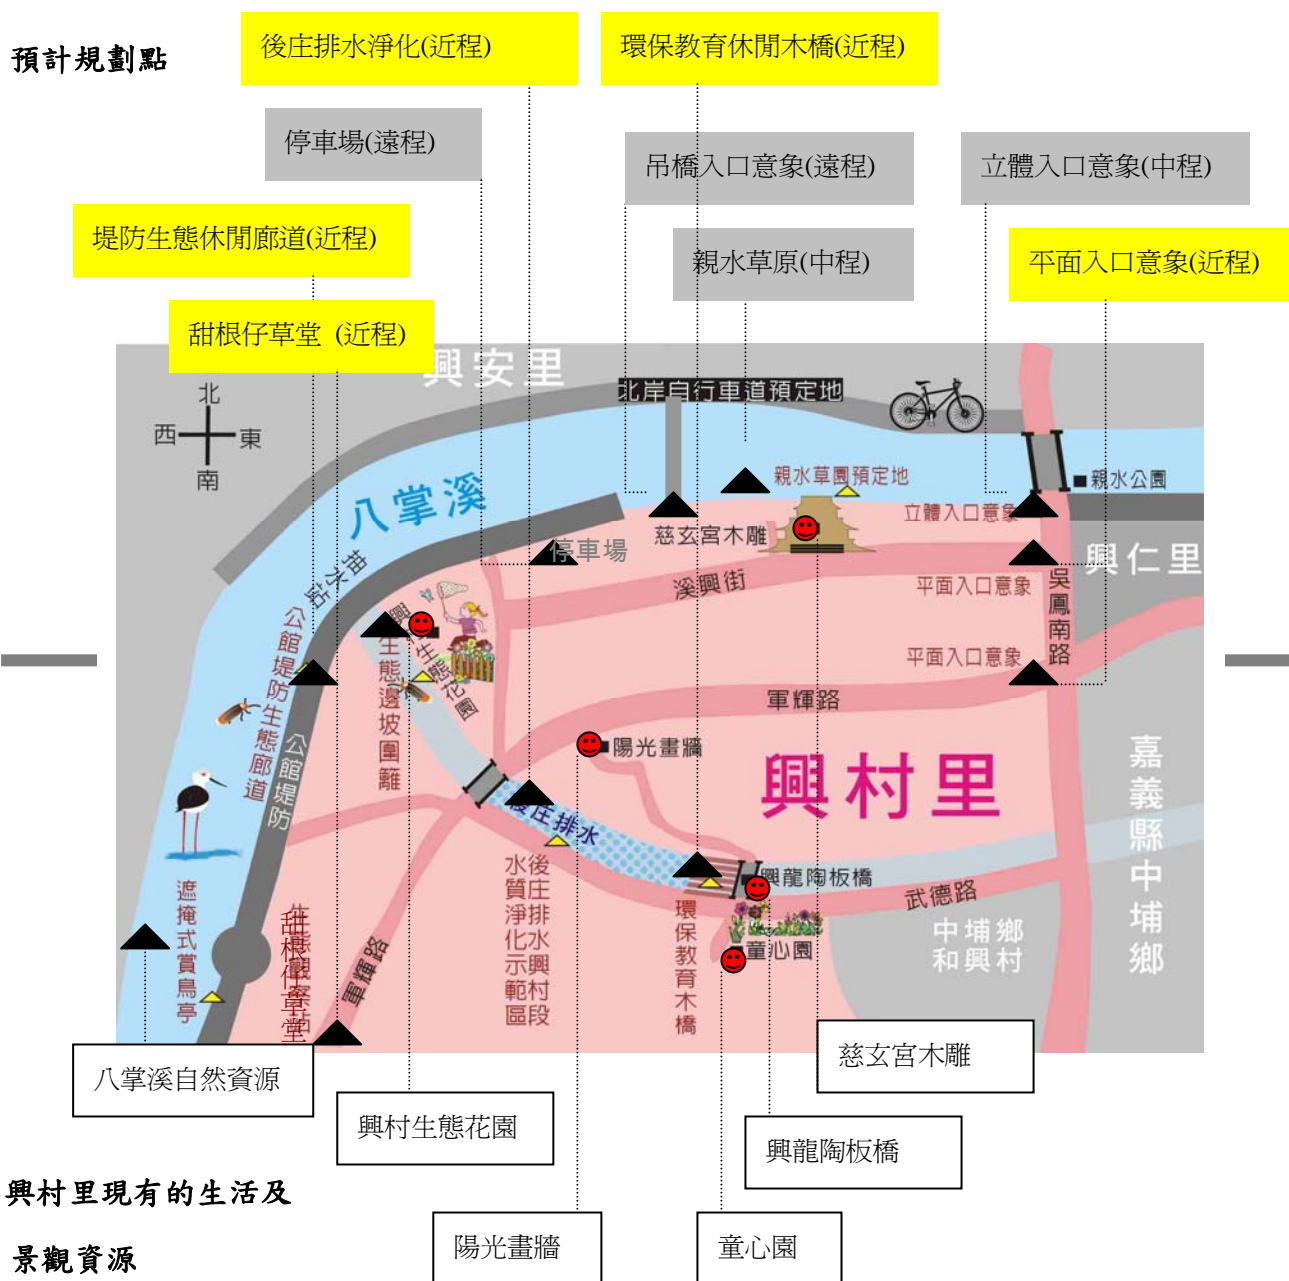 預計規劃點
後庄排水淨化(近程)
環保教育休閒木橋(近程)
停車場(遠程)
吊橋入口意象(遠程)
立體入口意象(中程)
堤防生態休閒廊道(近程)
親水草原(中程)
平面入口意象(近程)
甜根仔草堂 (近程)
興安里
北岸自行車道預定地
北
西 東
南
八掌溪
親水草園預定地
親水公園
立體入口意象
慈玄宮木雕
停車場
興仁里
抽水站
溪興街
平面入口意象
吳鳳南路
公館堤防生態廊道
生態花園
生態邊坡圍籬
平面入口意象
軍輝路
公館堤防
陽光畫牆
興村里
嘉義縣中埔鄉
後庄排水
後庄排水興村段
水質淨化示範區
興龍陶板橋
武德路
環保教育木橋
童心園
中埔鄉
和興村
遮掩式賞鳥亭
甜根仔草堂
軍輝路
八掌溪自然資源
慈玄宮木雕
興村生態花園
興龍陶板橋
興村里現有的生活及
景觀資源
陽光畫牆
童心園